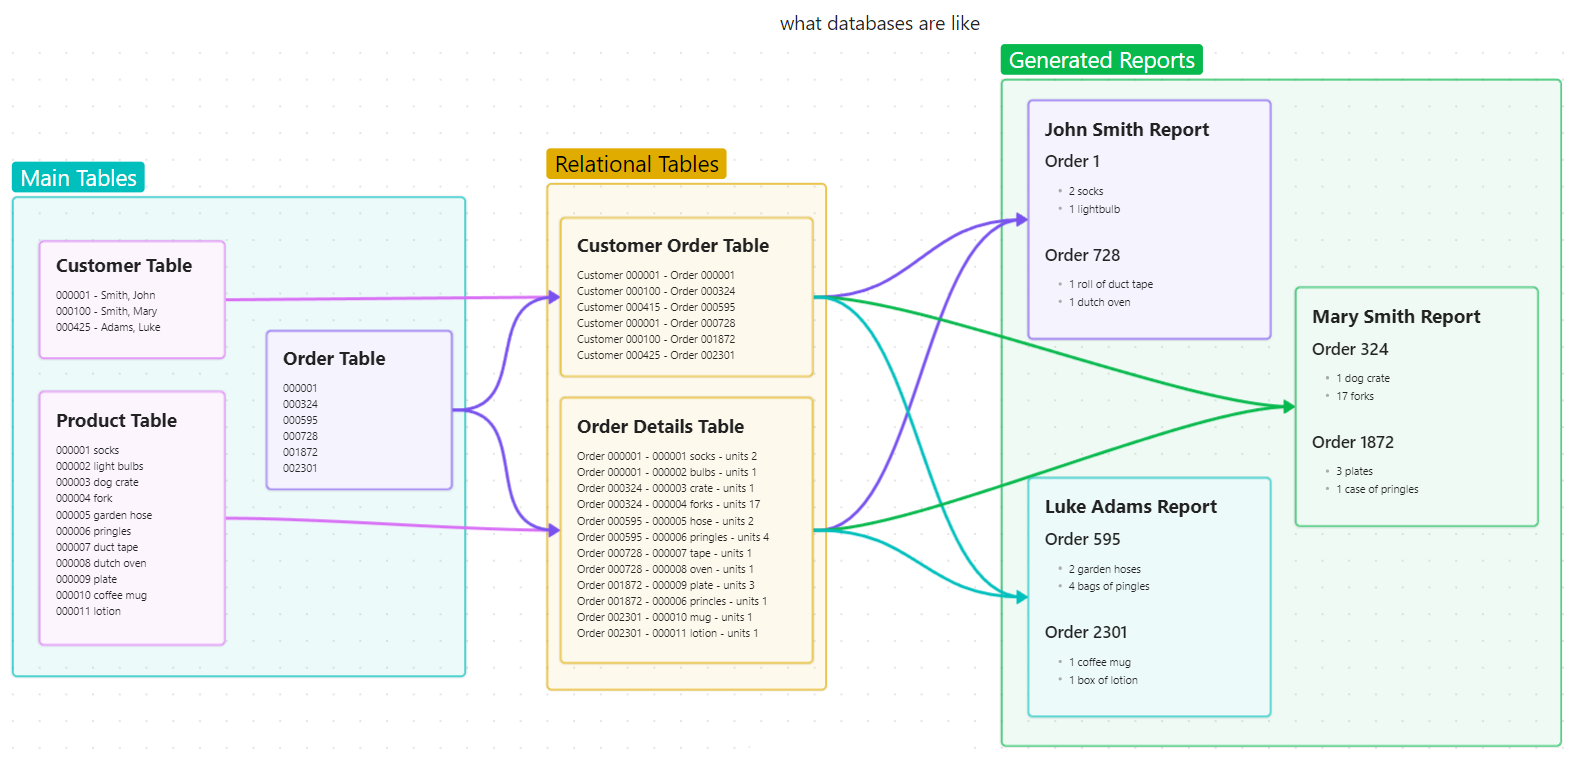 what databases are like
Main Tables
Customer Table
000001 - Smith, John
000100 - Smith, Mary
000425 - Adams, Luke
Product Table
000001 socks
000002 light bulbs
000003 dog crate
000004 fork
000005 garden hose
000006 pringles
000007 duct tape
000008 dutch oven
000009 plate
000010 coffee mug
000011 lotion
Order Table
000001
000324
000595
000728
001872
002301
Relational Tables
Customer Order Table
Customer 000001 - Order 000001
Customer 000100 - Order 000324
Customer 000415 - Order 000595
Customer 000001 - Order 000728
Customer 000100 - Order 001872
Customer 000425 - Order 002301
Order Details Table
Order 000001 - 000001 socks - units 2
Order 000001 - 000002 bulbs - units 1
Order 000324 - 000003 crate - units 1
Order 000324 - 000004 forks - units 17
Order 000595 - 000005 hose - units 2
Order 000595 - 000006 pringles - units 4
Order 000728 - 000007 tape - units 1
Order 000728 - 000008 oven - units 1
Order 001872 - 000009 plate - units 3
Order 001872 - 000006 princles - units 1
Order 002301 - 000010 mug - units 1
Order 002301 - 000011 lotion - units 1
Generated Reports
John Smith Report
Order 1
• 2 socks
• 1 lightbulb
Order 728
• 1 roll of duct tape
• 1 dutch oven
Mary Smith Report
Order 324
• 1 dog crate
• 17 forks
Order 1872
• 3 plates
• 1 case of pringles
Luke Adams Report
Order 595
• 2 garden hoses
• 4 bags of pingles
Order 2301
• 1 coffee mug
• 1 box of lotion